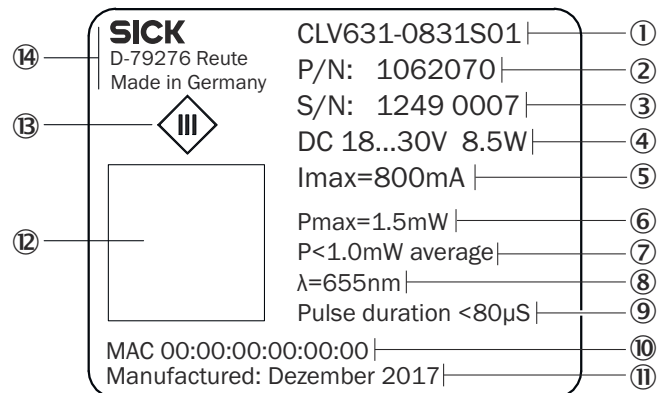 SICK
D-79276 Reute
Made in Germany
III
CLV631-0831S01
P/N: 1062070
S/N: 1249 0007
DC 18...30V 8.5W
Imax=800mA
Pmax=1.5mW
P<1.0mW average
λ=655nm
Pulse duration <80µS
MAC 00:00:00:00:00:00
Manufactured: Dezember 2017
①
②
③
④
⑤
⑥
⑦
⑧
⑨
⑩
⑪
⑫
⑬
⑭